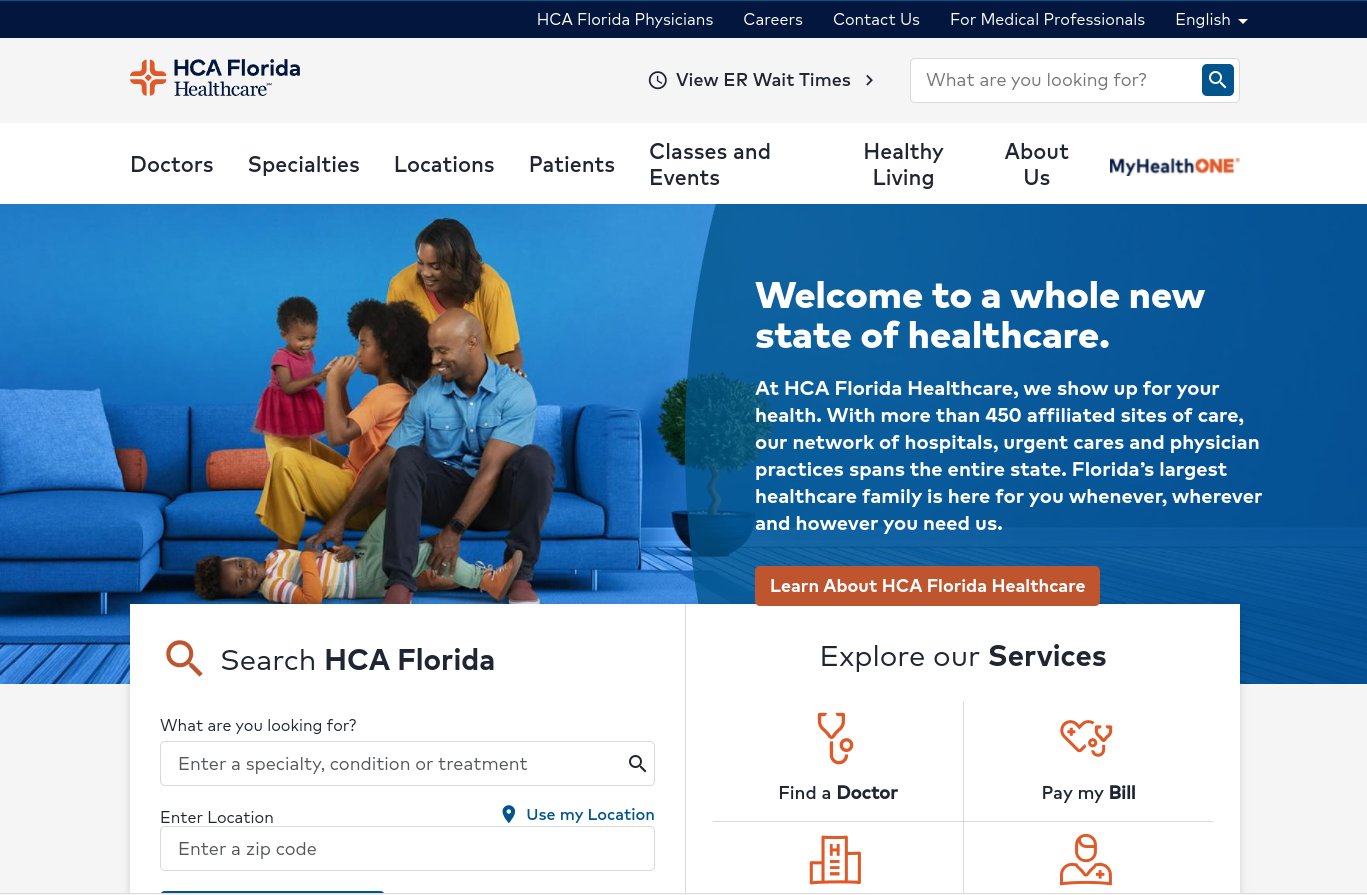 HCA Florida Physicians Careers Contact Us For Medical Professionals English
HCA Florida
Healthcare™
View ER Wait Times
What are you looking for?
Doctors Specialties Locations Patients Classes and Events Healthy Living About Us MyHealthONE®
Welcome to a whole new
state of healthcare.
At HCA Florida Healthcare, we show up for your
health. With more than 450 affiliated sites of care,
our network of hospitals, urgent cares and physician
practices spans the entire state. Florida’s largest
healthcare family is here for you whenever, wherever
and however you need us.
Learn About HCA Florida Healthcare
Search HCA Florida
What are you looking for?
Enter a specialty, condition or treatment
Enter Location
Use my Location
Enter a zip code
Explore our Services
Find a Doctor
Pay my Bill
H